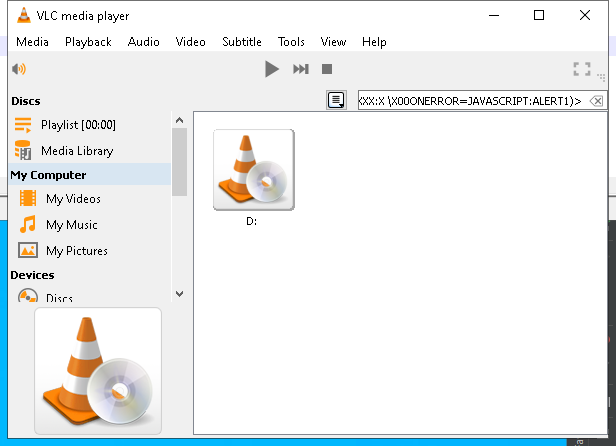 VLC media player
Media Playback Audio Video Subtitle Tools View Help
Discs
XXX:X \X00ONERROR=JAVASCRIPT:ALERT1)>
Playlist [00:00]
Media Library
My Computer
My Videos
My Music
My Pictures
Devices
Discs
D: